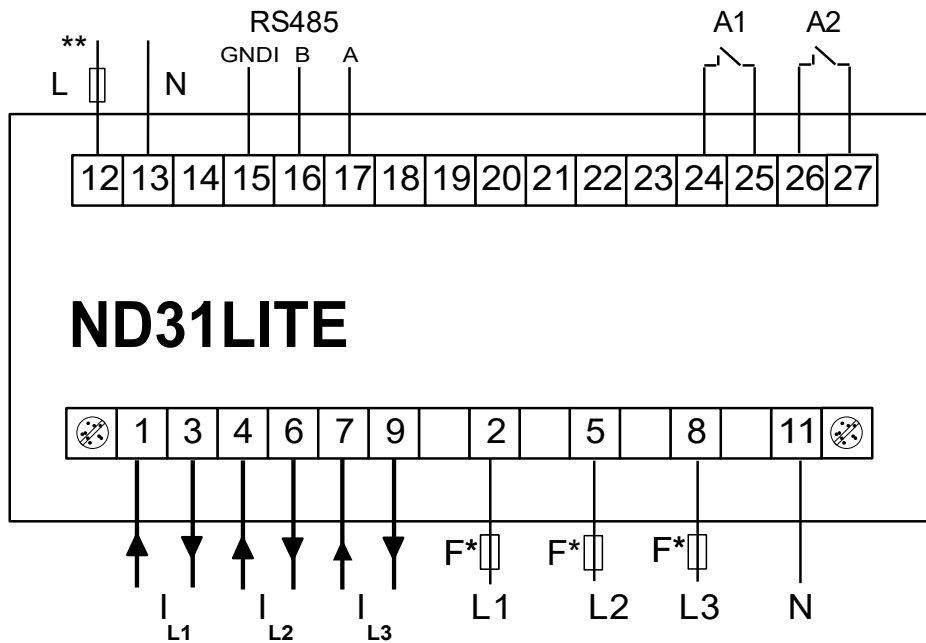 RS485
A1 A2
**
GNDI B A
L N
12 13 14 15 16 17 18 19 20 21 22 23 24 25 26 27
ND31LITE
1 3 4 6 7 9 2 5 8 11
F* F* F*
I L1 I L2 I L3 L1 L2 L3 N